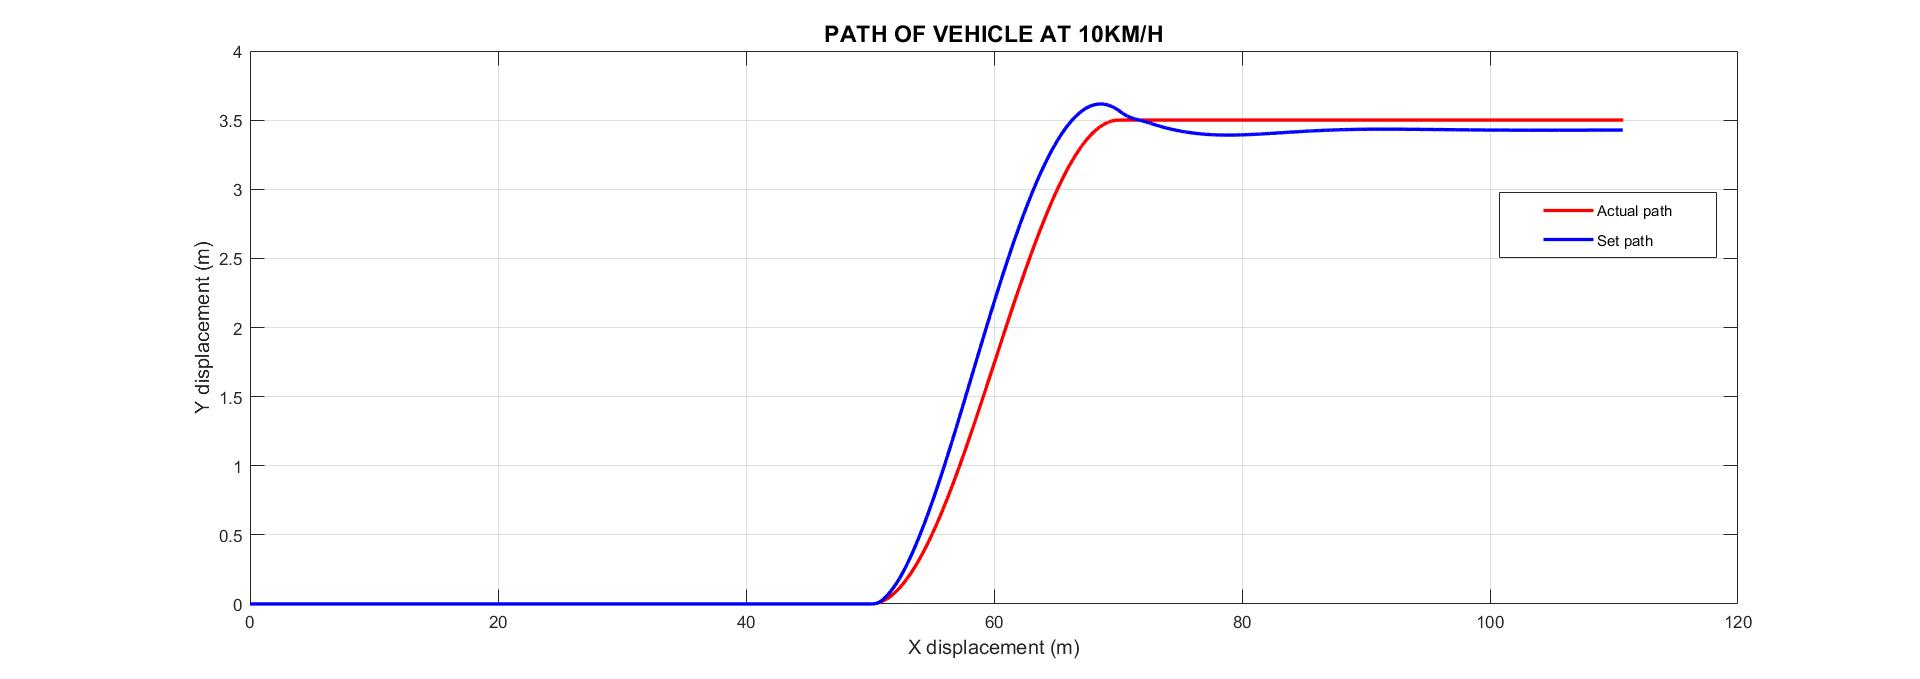 PATH OF VEHICLE AT 10KM/H
4
3.5
3
2.5
2
1.5
1
0.5
0
Y displacement (m)
Actual path
Set path
0 20 40 60 80 100 120
X displacement (m)